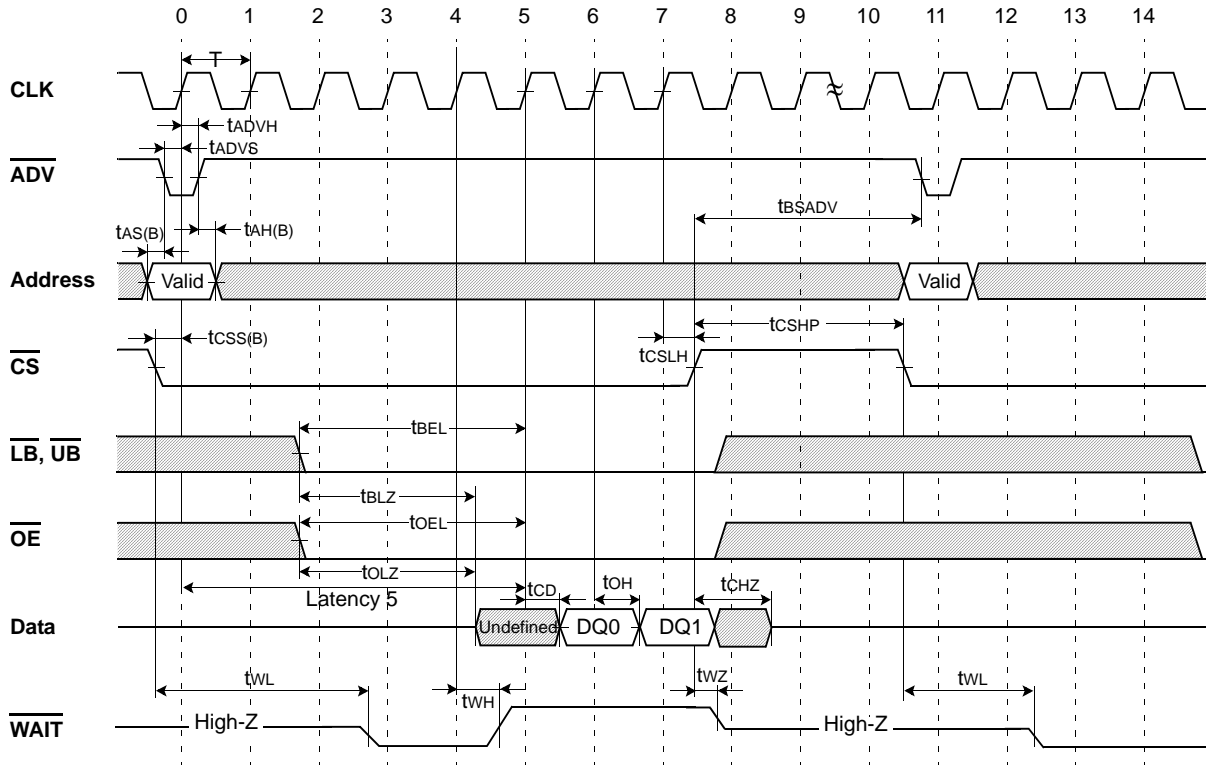 0 1 2 3 4 5 6 7 8 9 10 11 12 13 14
T
CLK
tADVH
tADVS
ADV
tBSADV
tAS(B)
tAH(B)
Address
Valid
Valid
tCSS(B)
tCSHP
tCSLH
CS
tBEL
LB, UB
tBLZ
tOEL
OE
tOLZ
Latency 5
tCD
tOH
tCHZ
Data
Undefined
DQ0
DQ1
tWL
tWH
tWZ
tWL
WAIT
High-Z
High-Z